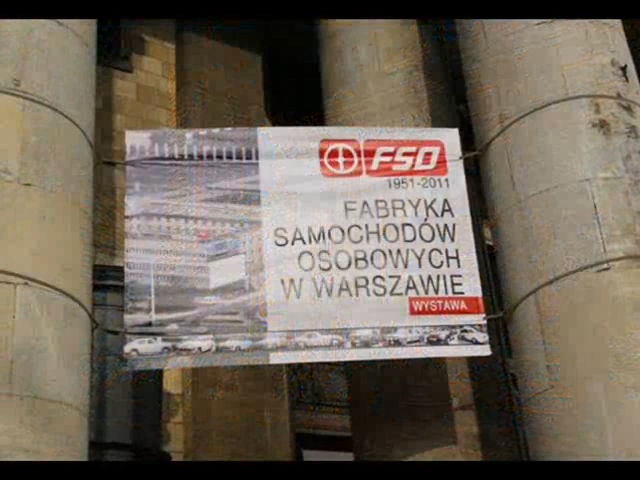 FSO
1951-2011
FABRYKA
SAMOCHODÓW
OSOBOWYCH
W WARSZAWIE
WYSTAWA